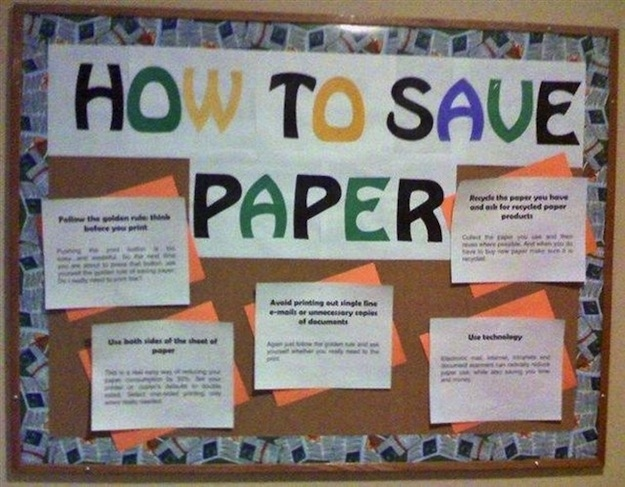 HOW TO SAVE
PAPER
Follow the golden rule: think
before you print
Pushing the print button is too
easy and wasteful. So the next time
you are about to press that button, ask
yourself the golden rule of saving paper:
Do I really need to print this?
Recycle the paper you have
and ask for recycled paper
products
Collect the paper you use and then
reuse where possible. And when you do
have to buy new paper make sure it is
recycled.
Avoid printing out single line
e-mails or unnecessary copies
of documents
Again just follow the golden rule and ask
yourself whether you really need to the
print.
Use both sides of the sheet of
paper
This is a real easy way of reducing your
paper consumption by 50%. Set your
printer or copier's defaults to double
sided. Select one-sided printing only
when really needed.
Use technology
Electronic mail, internet, intranets and
document scanners can radically reduce
paper use, while also saving you time
and money.